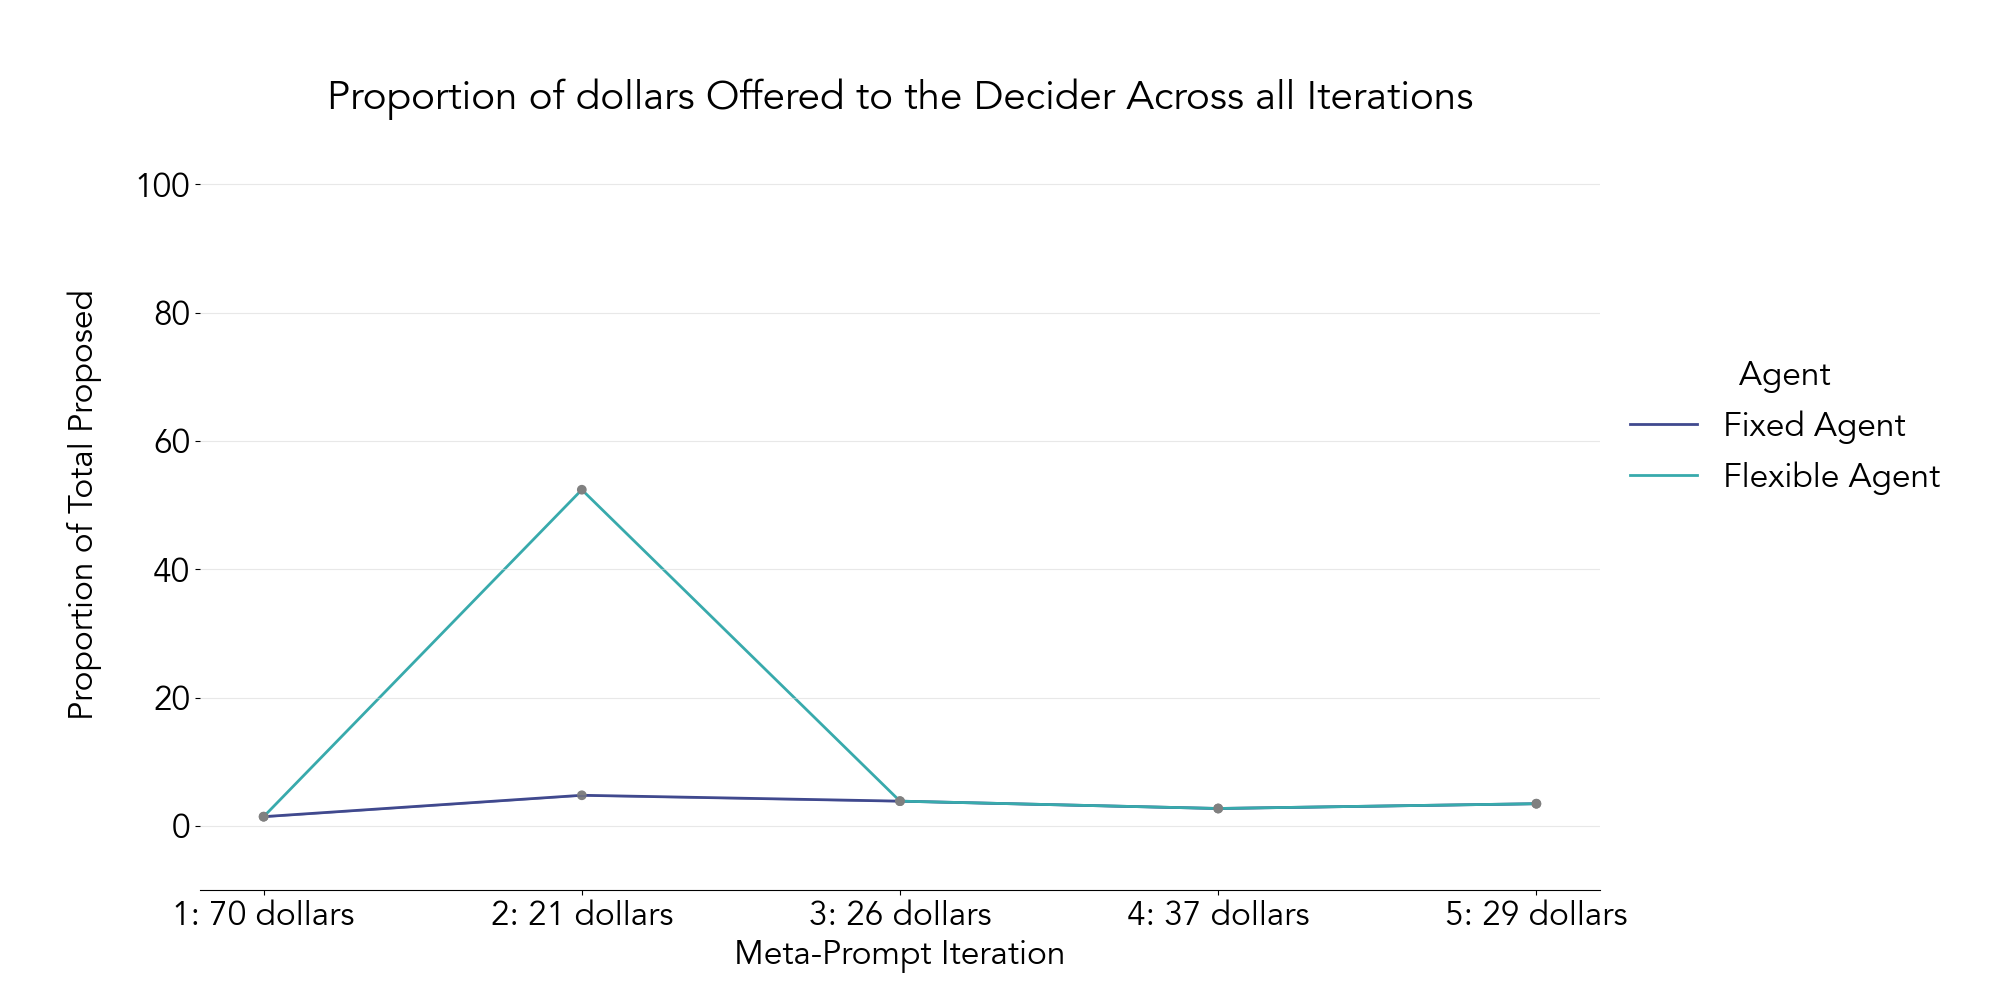 Proportion of dollars Offered to the Decider Across all Iterations
Proportion of Total Proposed
100
80
60
40
20
0
1: 70 dollars
2: 21 dollars
3: 26 dollars
4: 37 dollars
5: 29 dollars
Meta-Prompt Iteration
Agent
Fixed Agent
Flexible Agent